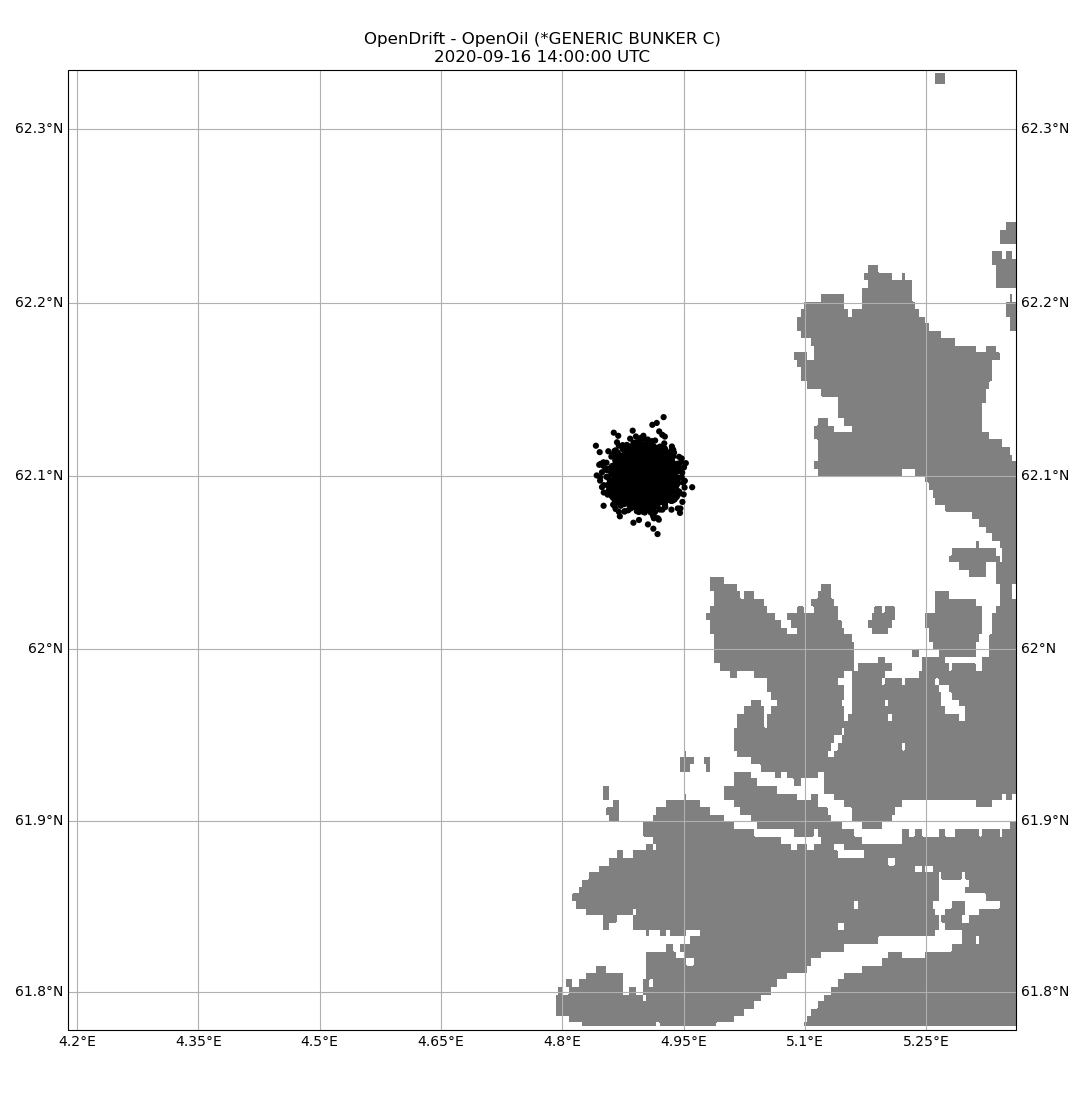 OpenDrift - OpenOil (*GENERIC BUNKER C)
2020-09-16 14:00:00 UTC
62.3°N 62.3°N
62.2°N 62.2°N
62.1°N 62.1°N
62°N 62°N
61.9°N 61.9°N
61.8°N 61.8°N
4.2°E 4.35°E 4.5°E 4.65°E 4.8°E 4.95°E 5.1°E 5.25°E